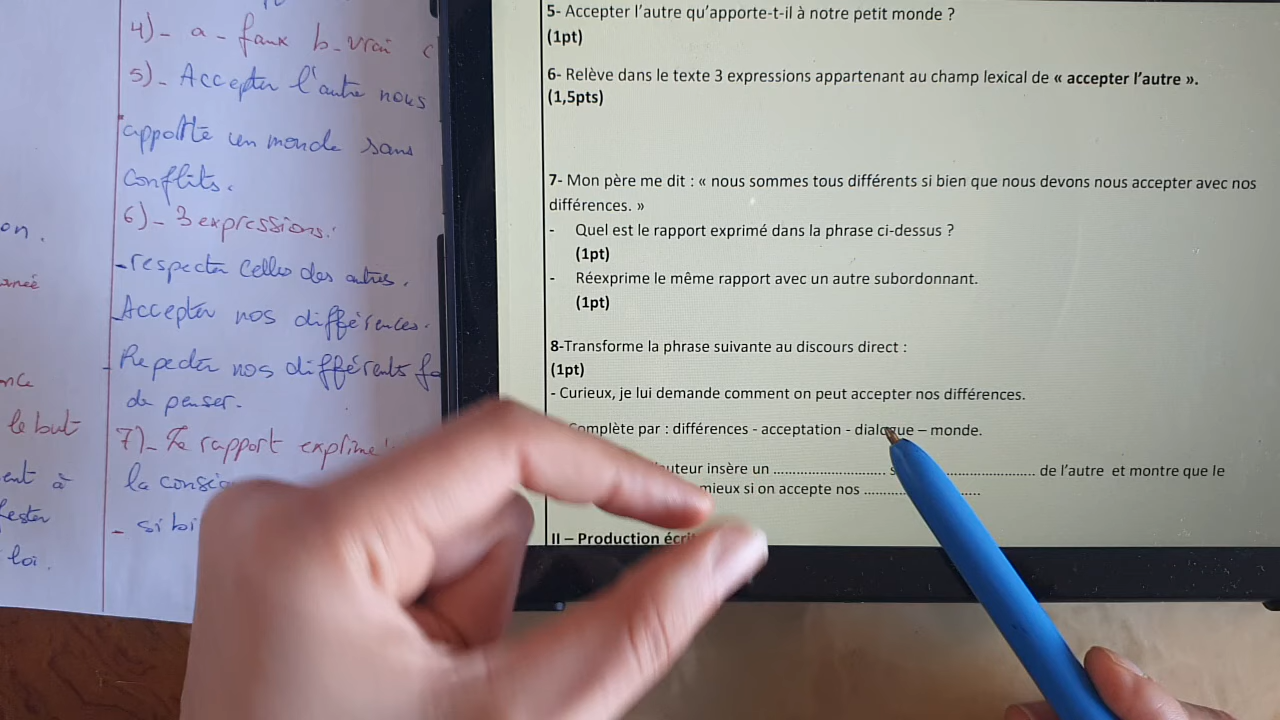 on.
anée
nce
le but
ent à
fester
loi.
4)- a- faux b- vrai c
5)- Accepter l'autre nous
apporte un monde sans
conflits.
6)- 3 expressions:
- respecter celles des autres.
- Accepter nos différences.
- Repecter nos différents fa
de penser.
7)- Le rapport exprimé
la consé
- si bi
5- Accepter l'autre qu'apporte-t-il à notre petit monde ?
(1pt)
6- Relève dans le texte 3 expressions appartenant au champ lexical de « accepter l'autre ».
(1,5pts)
7- Mon père me dit : « nous sommes tous différents si bien que nous devons nous accepter avec nos
différences. »
- Quel est le rapport exprimé dans la phrase ci-dessus ?
(1pt)
- Réexprime le même rapport avec un autre subordonnant.
(1pt)
8-Transforme la phrase suivante au discours direct :
(1pt)
- Curieux, je lui demande comment on peut accepter nos différences.
Complète par : différences - acceptation - dialogue – monde.
auteur insère un ............................ s ............................ de l'autre et montre que le
mieux si on accepte nos ............................
II – Production écri